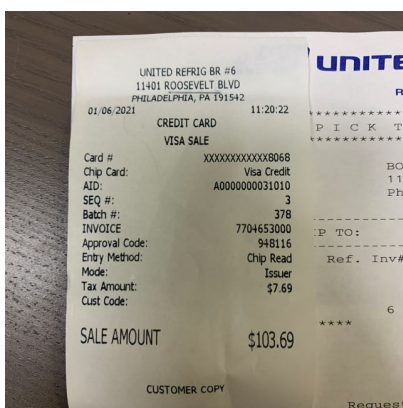 UNITED REFRIG BR #6
11401 ROOSEVELT BLVD
PHILADELPHIA, PA 191542
01/06/2021 11:20:22
CREDIT CARD
VISA SALE
Card # XXXXXXXXXXXX8068
Chip Card: Visa Credit
AID: A0000000031010
SEQ #: 3
Batch #: 378
INVOICE 7704653000
Approval Code: 948116
Entry Method: Chip Read
Mode: Issuer
Tax Amount: $7.69
Cust Code:
SALE AMOUNT $103.69
CUSTOMER COPY
UNITE
R
**********
PICK T
**********
BO
11
Ph
IP TO:
Ref. Inv#
6
****
Request